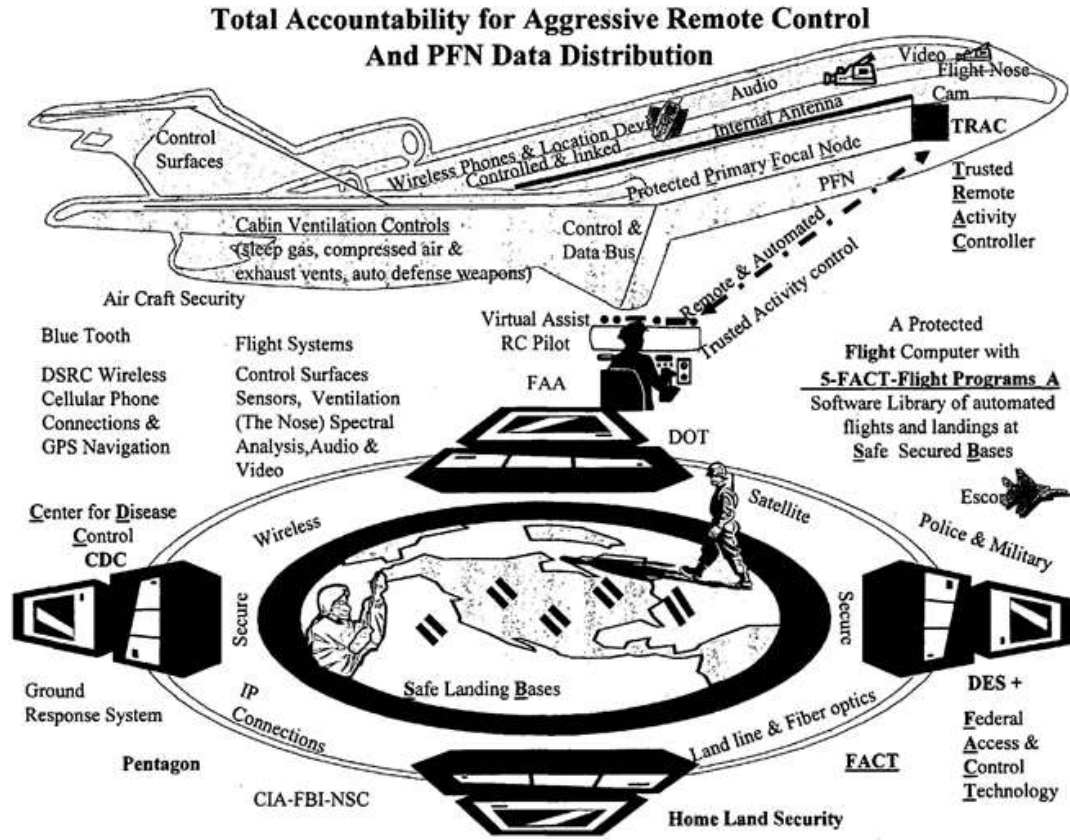 Total Accountability for Aggressive Remote Control
And PFN Data Distribution
Video
Flight Nose
Cam
Audio
Internal Antenna
Wireless Phones & Location Devi
Controlled & linked
Protected Primary Focal Node
PFN
TRAC
Trusted
Remote
Activity
Controller
Control
Surfaces
Cabin Ventilation Controls
(sleep gas, compressed air &
exhaust vents, auto defense weapons)
Control &
Data Bus
Remote & Automated
Trusted Activity control
Air Craft Security
Blue Tooth
DSRC Wireless
Cellular Phone
Connections &
GPS Navigation
Flight Systems
Control Surfaces
Sensors, Ventilation
(The Nose) Spectral
Analysis,Audio &
Video
Virtual Assist
RC Pilot
FAA
DOT
A Protected
Flight Computer with
5-FACT-Flight Programs A
Software Library of automated
flights and landings at
Safe Secured Bases
Escor
Police & Military
Center for Disease
Control
CDC
Wireless
Satellite
Secure
Secure
Safe Landing Bases
Ground
Response System
IP
Connections
Land line & Fiber optics
Pentagon
CIA-FBI-NSC
Home Land Security
FACT
DES +
Federal
Access &
Control
Technology